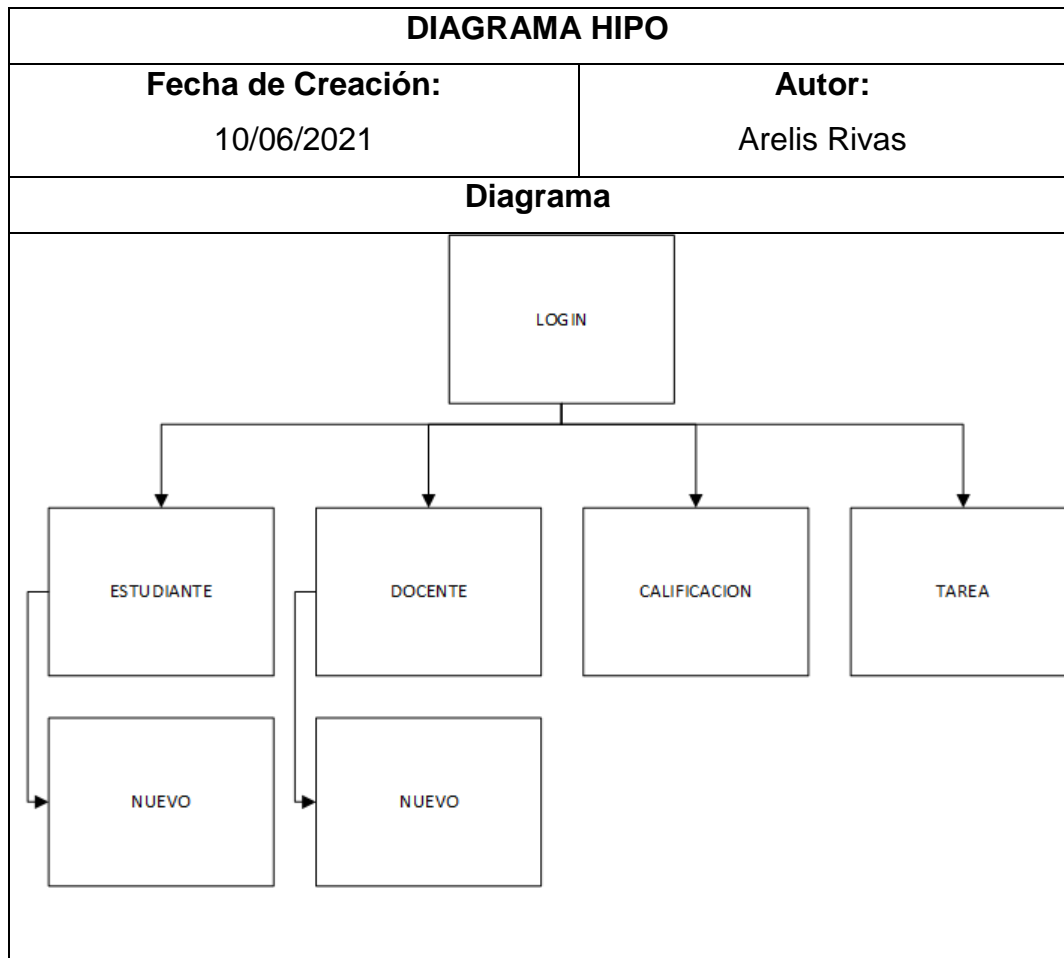 DIAGRAMA HIPO
Fecha de Creación:
10/06/2021
Autor:
Arelis Rivas
Diagrama
LOGIN
ESTUDIANTE
DOCENTE
CALIFICACION
TAREA
NUEVO
NUEVO